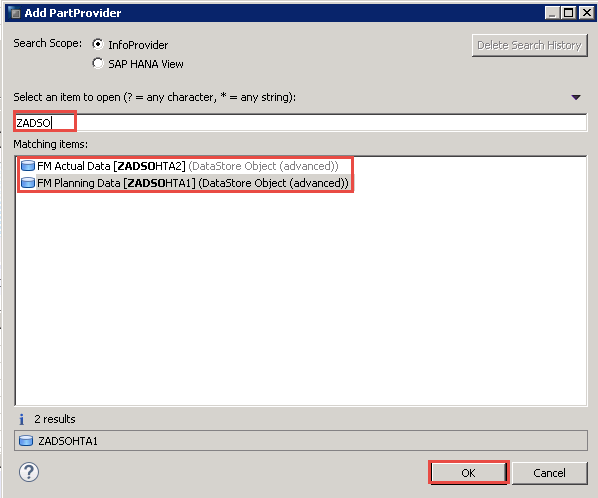 Add PartProvider
Search Scope: InfoProvider
SAP HANA View
Delete Search History
Select an item to open (? = any character, * = any string):
ZADSO
Matching items:
FM Actual Data [ZADSOHTA2] (DataStore Object (advanced))
FM Planning Data [ZADSOHTA1] (DataStore Object (advanced))
2 results
ZADSOHTA1
OK Cancel